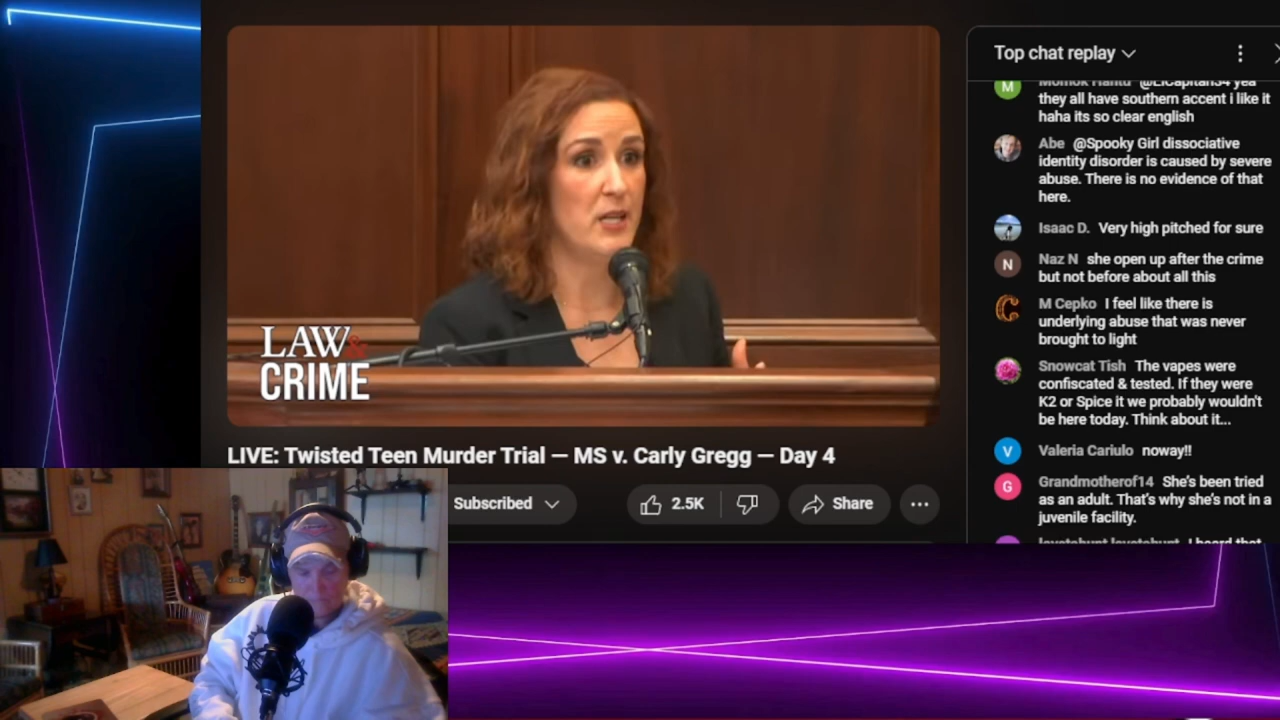 LAW&
CRIME
LIVE: Twisted Teen Murder Trial — MS v. Carly Gregg — Day 4
Subscribed
2.5K
Share
Top chat replay
yea
they all have southern accent i like it
haha its so clear english
Abe @Spooky Girl dissociative
identity disorder is caused by severe
abuse. There is no evidence of that
here.
Isaac D. Very high pitched for sure
N
Naz N she open up after the crime
but not before about all this
M Cepko I feel like there is
underlying abuse that was never
brought to light
Snowcat Tish The vapes were
confiscated & tested. If they were
K2 or Spice it we probably wouldn't
be here today. Think about it...
V
Valeria Cariulo noway!!
G
Grandmotherof14 She's been tried
as an adult. That's why she's not in a
juvenile facility.